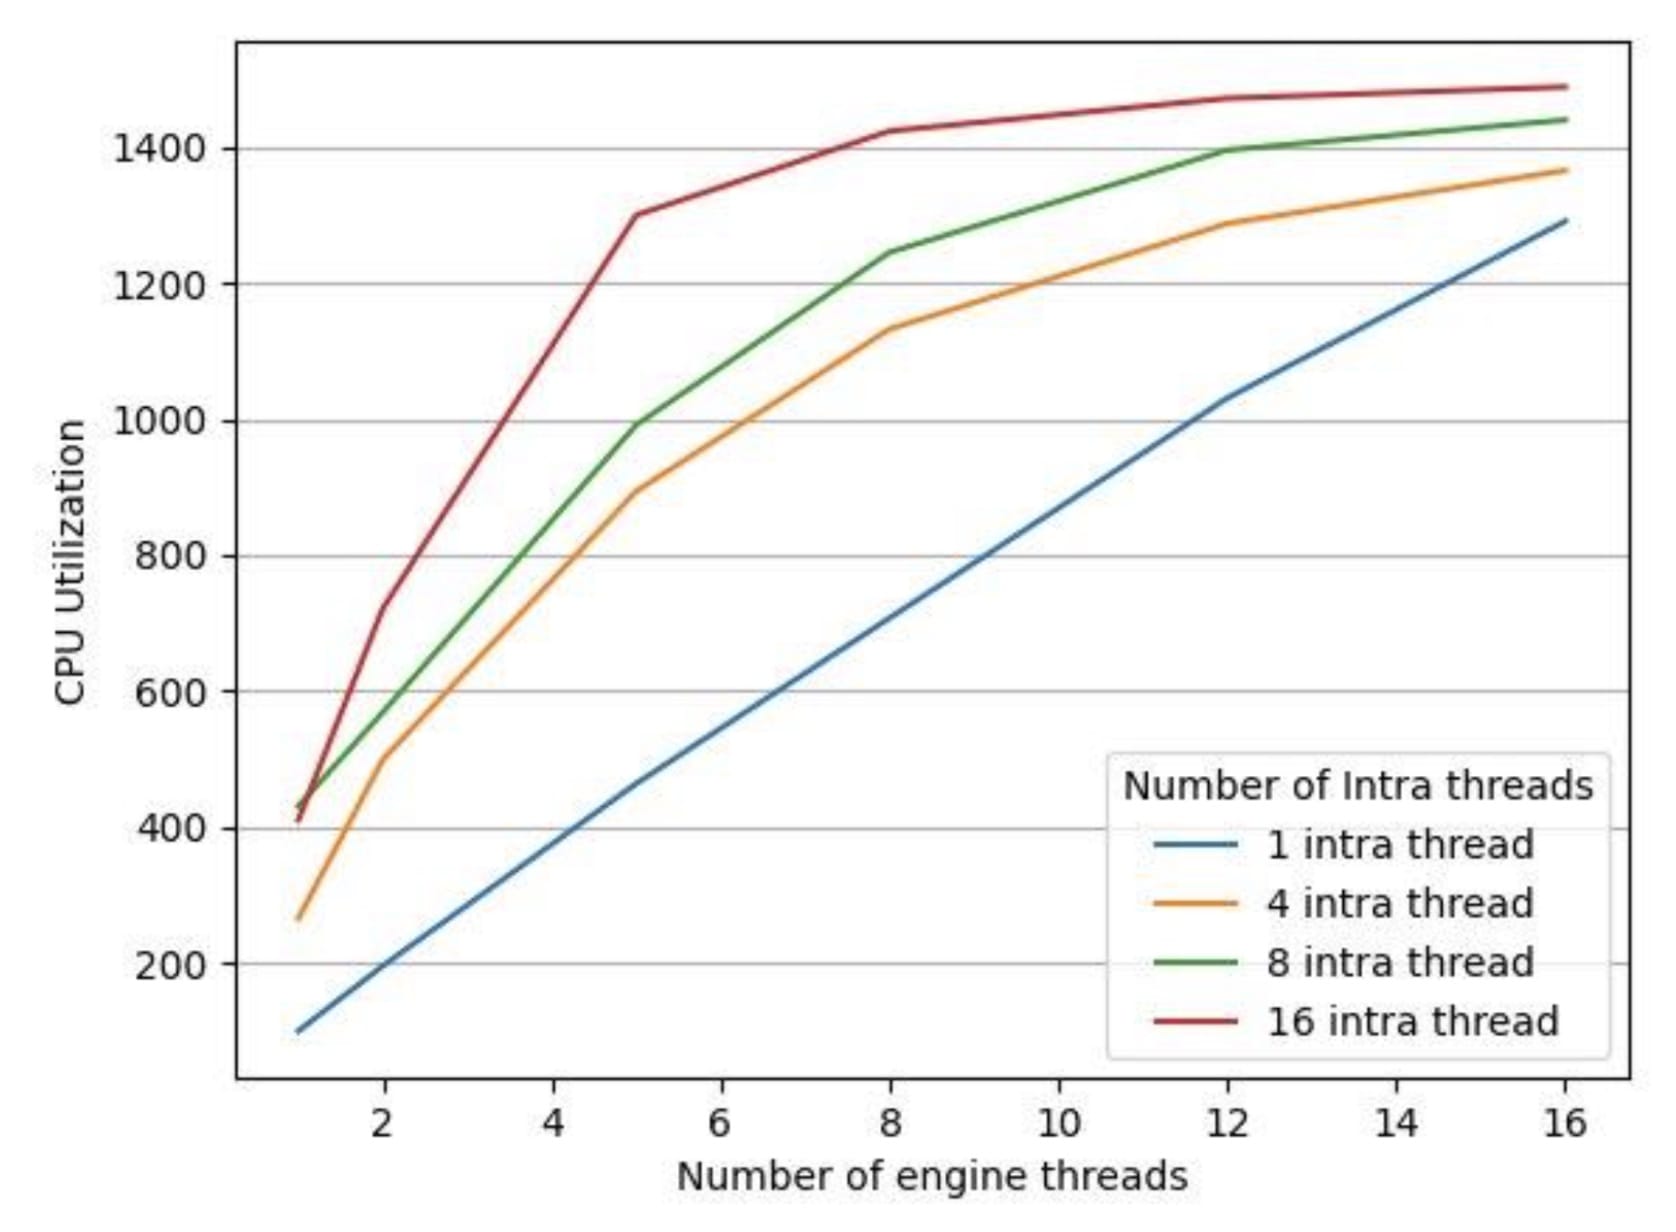 1400
1200
1000
800
600
400
200
CPU Utilization
2 4 6 8 10 12 14 16
Number of engine threads
Number of Intra threads
1 intra thread
4 intra thread
8 intra thread
16 intra thread